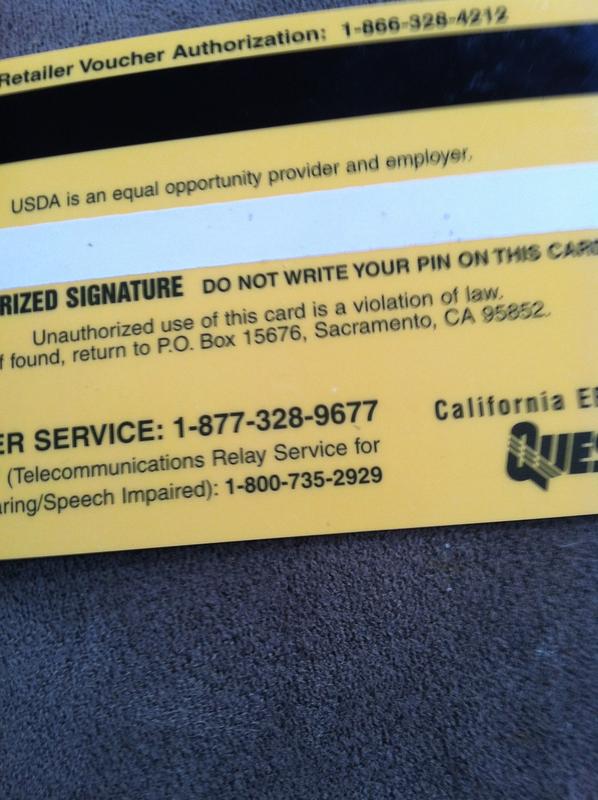 Retailer Voucher Authorization: 1-866-328-4212
USDA is an equal opportunity provider and employer.
RIZED SIGNATURE DO NOT WRITE YOUR PIN ON THIS CARD
Unauthorized use of this card is a violation of law.
f found, return to P.O. Box 15676, Sacramento, CA 95852.
ER SERVICE: 1-877-328-9677
California E
(Telecommunications Relay Service for
QUES
aring/Speech Impaired): 1-800-735-2929